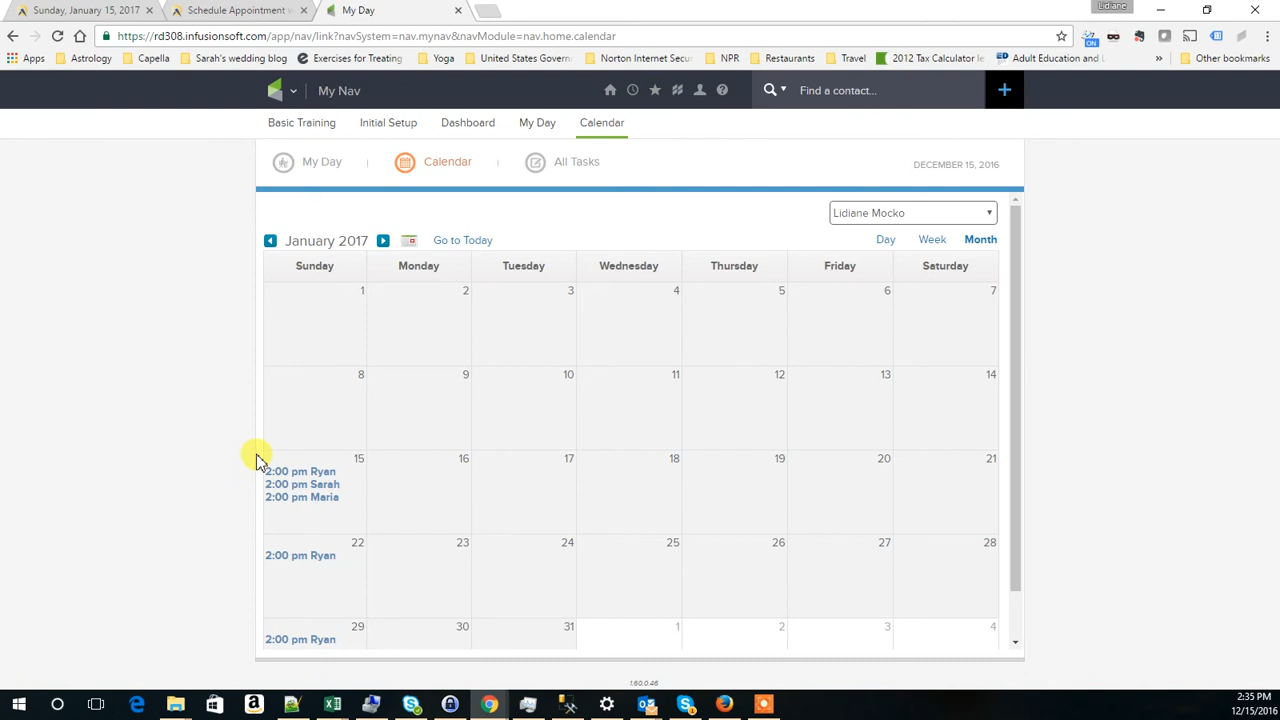 Sunday, January 15, 2017
Schedule Appointment w
My Day
Lidiane
https://rd308.infusionsoft.com/app/nav/link?navSystem=nav.mynav&navModule=nav.home.calendar
Apps Astrology Capella Sarah's wedding blog Exercises for Treating Yoga United States Govern Norton Internet Secu NPR Restaurants Travel 2012 Tax Calculator Adult Education and » Other bookmarks
ON
My Nav
Find a contact...
Basic Training Initial Setup Dashboard My Day Calendar
My Day Calendar All Tasks DECEMBER 15, 2016
Lidiane Mocko
January 2017 Go to Today Day Week Month
Sunday Monday Tuesday Wednesday Thursday Friday Saturday
1 2 3 4 5 6 7
8 9 10 11 12 13 14
15 16 17 18 19 20 21
2:00 pm Ryan
2:00 pm Sarah
2:00 pm Maria
22 23 24 25 26 27 28
2:00 pm Ryan
29 30 31 1 2 3 4
2:00 pm Ryan
1.60.0.46
2:35 PM
12/15/2016